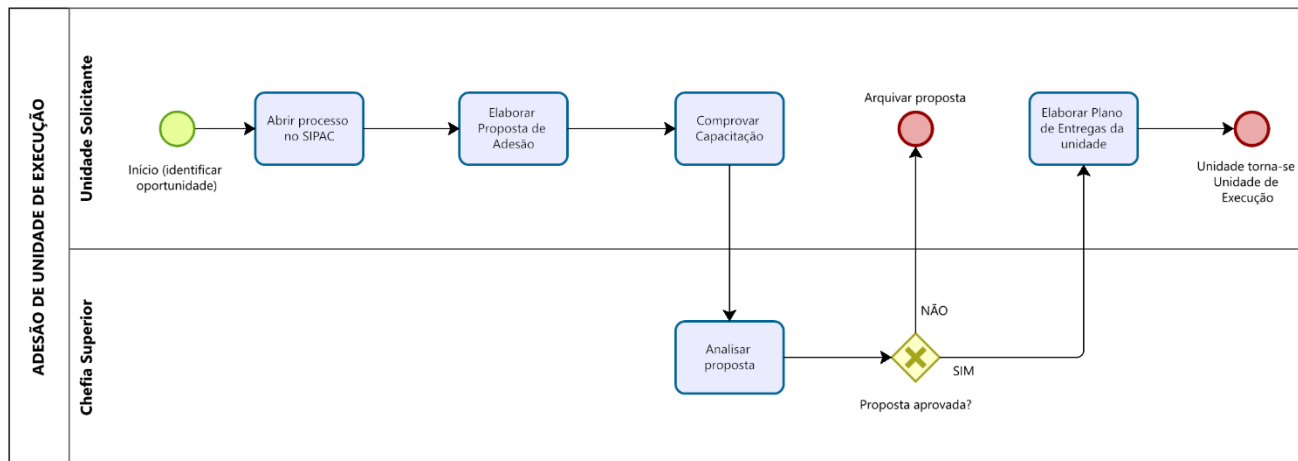 ADESÃO DE UNIDADE DE EXECUÇÃO
Unidade Solicitante
Início (identificar
oportunidade)
Abrir processo
no SIPAC
Elaborar
Proposta de
Adesão
Comprovar
Capacitação
Arquivar proposta
Elaborar Plano
de Entregas da
unidade
Unidade torna-se
Unidade de
Execução
Chefia Superior
Analisar
proposta
NÃO
SIM
Proposta aprovada?